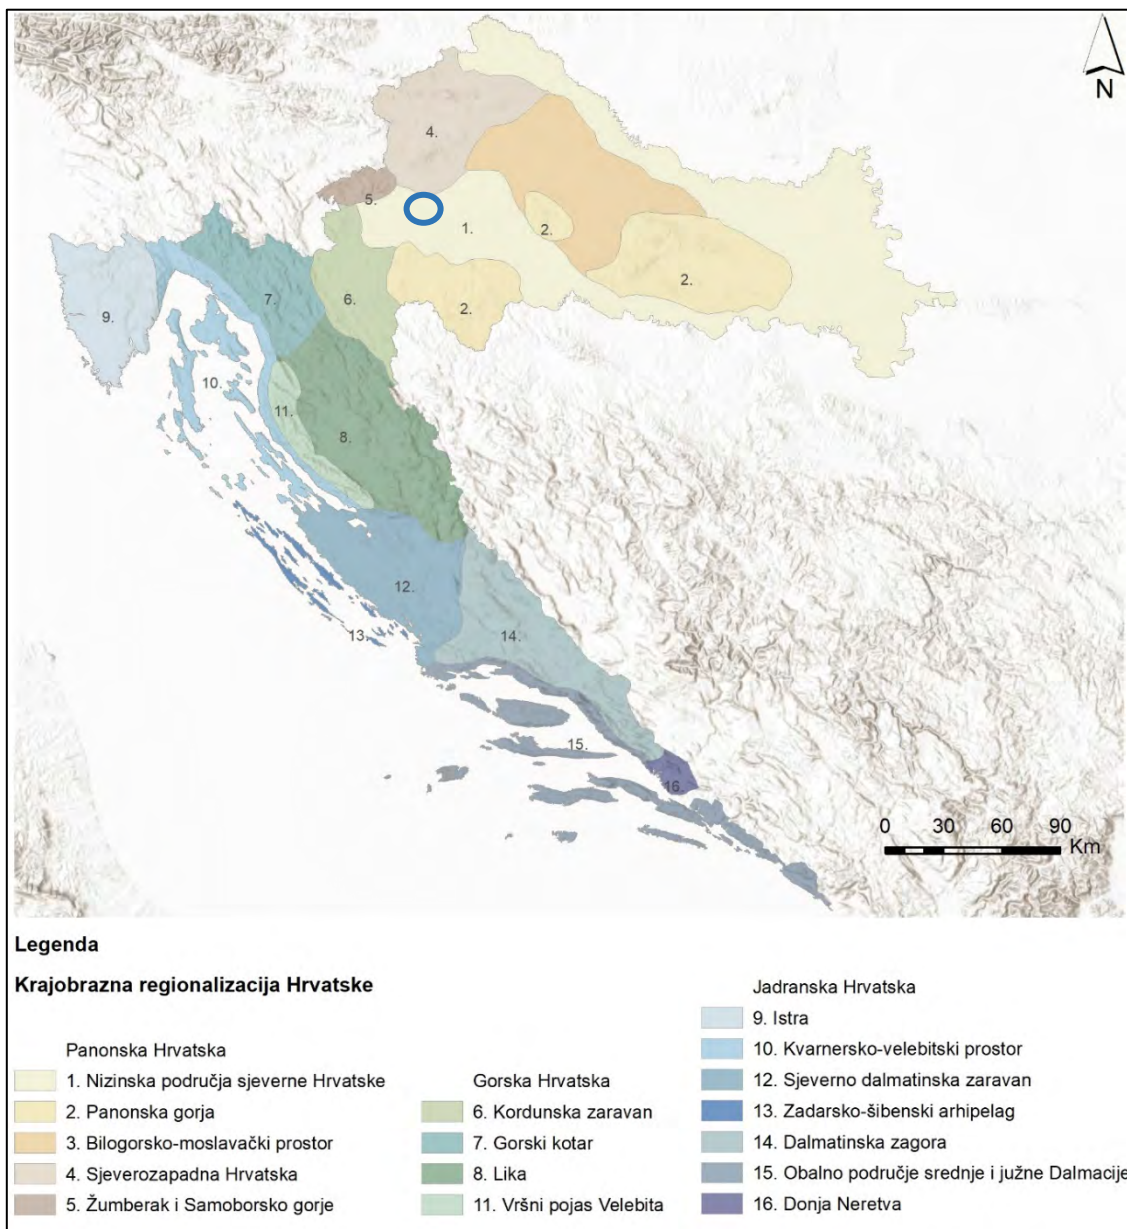 N
4.
5.
1.
2.
2.
7.
6.
2.
9.
10.
11.
8.
12.
13.
14.
15.
16.
0 30 60 90
Km
Legenda
Krajobrazna regionalizacija Hrvatske
Panonska Hrvatska
1. Nizinska područja sjeverne Hrvatske
2. Panonska gorja
3. Bilogorsko-moslavački prostor
4. Sjeverozapadna Hrvatska
5. Žumberak i Samoborsko gorje
Gorska Hrvatska
6. Kordunska zaravan
7. Gorski kotar
8. Lika
11. Vršni pojas Velebita
Jadranska Hrvatska
9. Istra
10. Kvarnersko-velebitski prostor
12. Sjeverno dalmatinska zaravan
13. Zadarsko-šibenski arhipelag
14. Dalmatinska zagora
15. Obalno područje srednje i južne Dalmacije
16. Donja Neretva